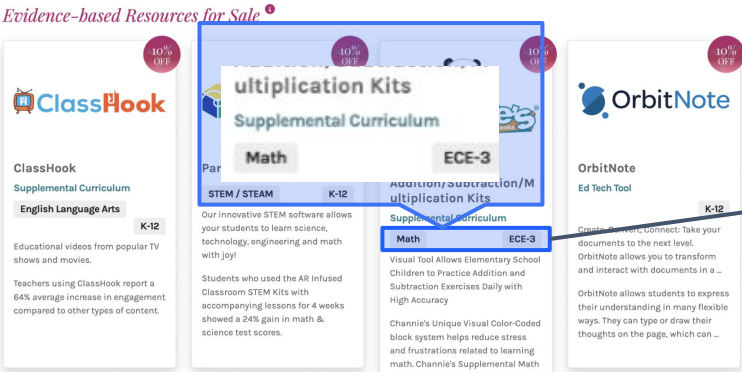 Evidence-based Resources for Sale
10% OFF
ClassHook
ClassHook
Supplemental Curriculum
English Language Arts
K-12
Educational videos from popular TV
shows and movies.
Teachers using ClassHook report a
64% average increase in engagement
compared to other types of content.
10% OFF
STEM / STEAM
K-12
Our innovative STEM software allows
your students to learn science,
technology, engineering and math
with joy!
Students who used the AR Infused
Classroom STEM Kits with
accompanying lessons for 4 weeks
showed a 24% gain in math &
science test scores.
ultiplication Kits
Supplemental Curriculum
Math
ECE-3
10% OFF
Addition/Subtraction/M
ultiplication Kits
Supplemental Curriculum
Math
ECE-3
Visual Tool Allows Elementary School
Children to Practice Addition and
Subtraction Exercises Daily with
High Accuracy
Channie's Unique Visual Color-Coded
block system helps reduce stress
and frustrations related to learning
math. Channie's Supplemental Math
10% OFF
OrbitNote
OrbitNote
Ed Tech Tool
K-12
Create, Convert, Connect: Take your
documents to the next level.
OrbitNote allows you to transform
and interact with documents in a ...
OrbitNote allows students to express
their understanding in many flexible
ways. They can type or draw their
thoughts on the page, which can ...